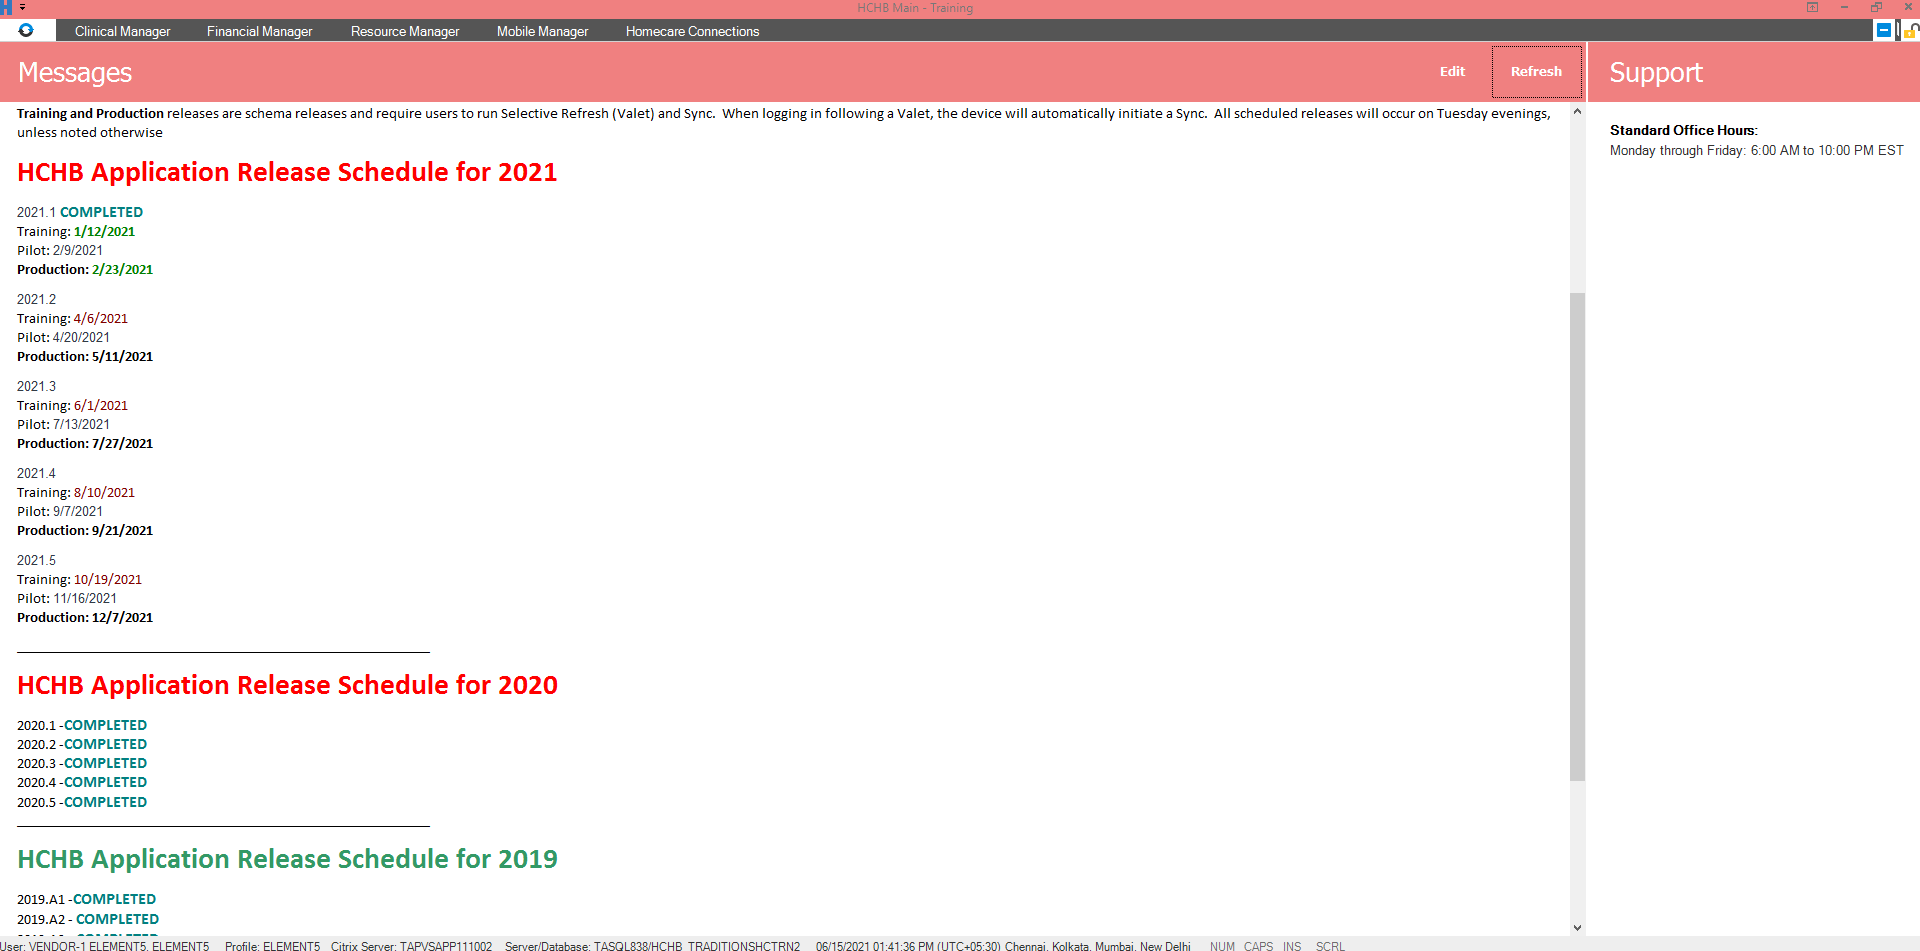 HCHB Main - Training
Clinical Manager Financial Manager Resource Manager Mobile Manager Homecare Connections
Messages Edit Refresh Support
Training and Production releases are schema releases and require users to run Selective Refresh (Valet) and Sync. When logging in following a Valet, the device will automatically initiate a Sync. All scheduled releases will occur on Tuesday evenings,
unless noted otherwise
Standard Office Hours:
Monday through Friday: 6:00 AM to 10:00 PM EST
HCHB Application Release Schedule for 2021
2021.1 COMPLETED
Training: 1/12/2021
Pilot: 2/9/2021
Production: 2/23/2021
2021.2
Training: 4/6/2021
Pilot: 4/20/2021
Production: 5/11/2021
2021.3
Training: 6/1/2021
Pilot: 7/13/2021
Production: 7/27/2021
2021.4
Training: 8/10/2021
Pilot: 9/7/2021
Production: 9/21/2021
2021.5
Training: 10/19/2021
Pilot: 11/16/2021
Production: 12/7/2021
HCHB Application Release Schedule for 2020
2020.1 -COMPLETED
2020.2 -COMPLETED
2020.3 -COMPLETED
2020.4 -COMPLETED
2020.5 -COMPLETED
HCHB Application Release Schedule for 2019
2019.A1 -COMPLETED
2019.A2 - COMPLETED
User: VENDOR-1 ELEMENT5, ELEMENT5 Profile: ELEMENT5 Citrix Server: TAPVSAPP111002 Server/Database: TASQL838/HCHB_TRADITIONSHCTRN2 06/15/2021 01:41:36 PM (UTC+05:30) Chennai, Kolkata, Mumbai, New Delhi NUM CAPS INS SCRL